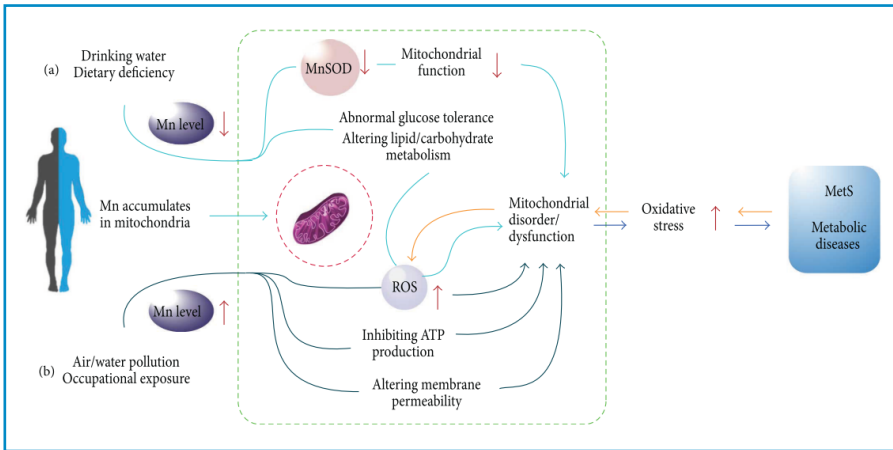 (a)
Drinking water
Dietary deficiency
Mn level
MnSOD
Mitochondrial
function
Abnormal glucose tolerance
Altering lipid/carbohydrate
metabolism
Mn accumulates
in mitochondria
Mitochondrial
disorder/
dysfunction
Oxidative
stress
MetS
Metabolic
diseases
ROS
Mn level
Inhibiting ATP
production
(b)
Air/water pollution
Occupational exposure
Altering membrane
permeability